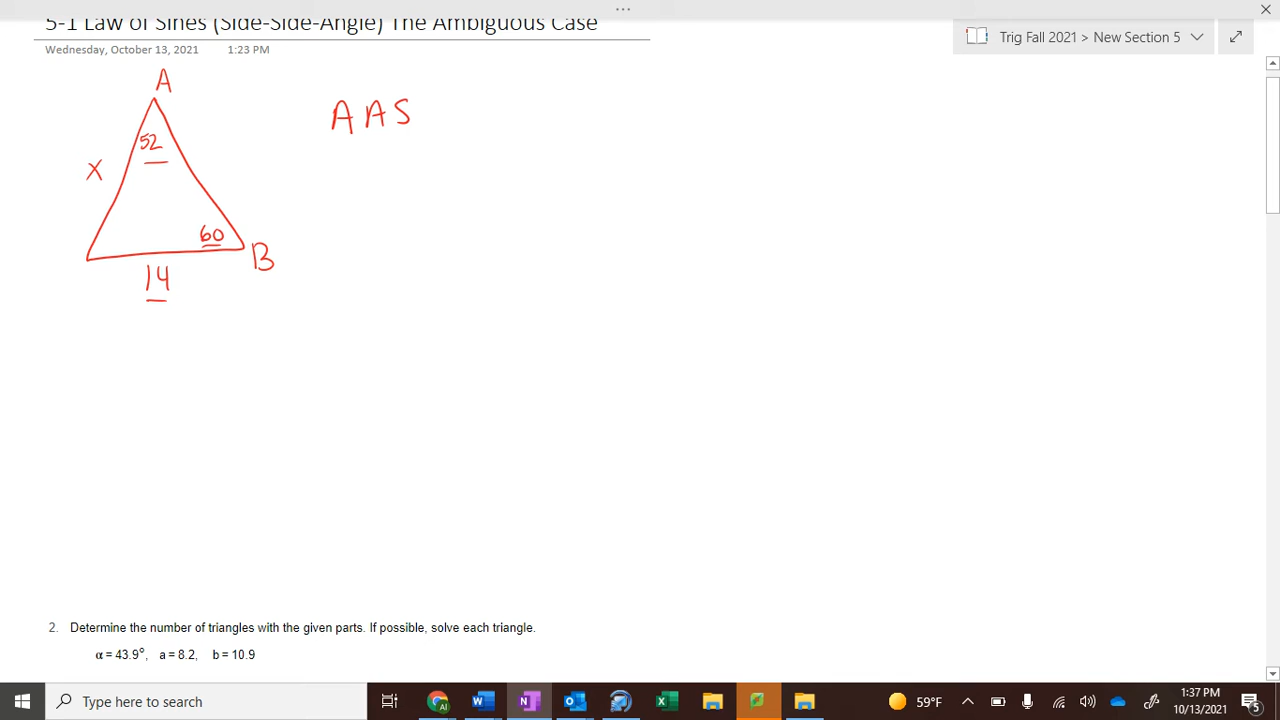 5-1 Law of Sines (Side-Side-Angle) The Ambiguous Case
Trig Fall 2021 > New Section 5
Wednesday, October 13, 2021 1:23 PM
A
A A S
52
X
60
B
14
2. Determine the number of triangles with the given parts. If possible, solve each triangle.
α = 43.9°, a = 8.2, b = 10.9
Type here to search
59°F
1:37 PM
10/13/2021
5